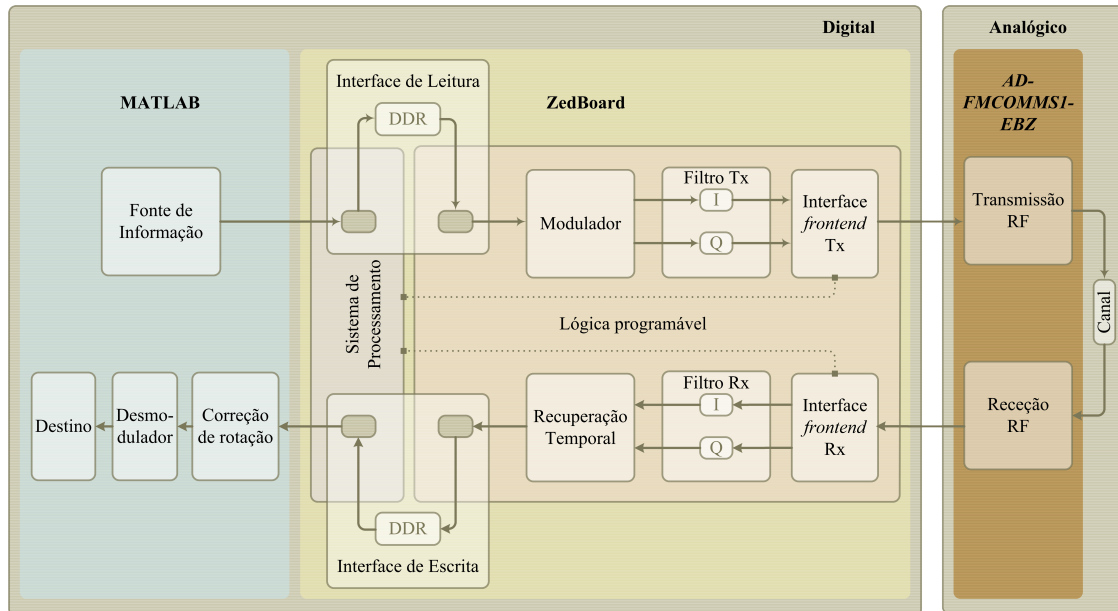 Digital
Analógico
MATLAB
Interface de Leitura
ZedBoard
AD-
FMCOMMS1-
EBZ
DDR
Fonte de
Informação
Modulador
Filtro Tx
I
Q
Interface
frontend
Tx
Transmissão
RF
Sistema de
Processamento
Lógica programável
Canal
Destino
Desmo-
dulador
Correção
de rotação
Recuperação
Temporal
Filtro Rx
I
Q
Interface
frontend
Rx
Receção
RF
DDR
Interface de Escrita